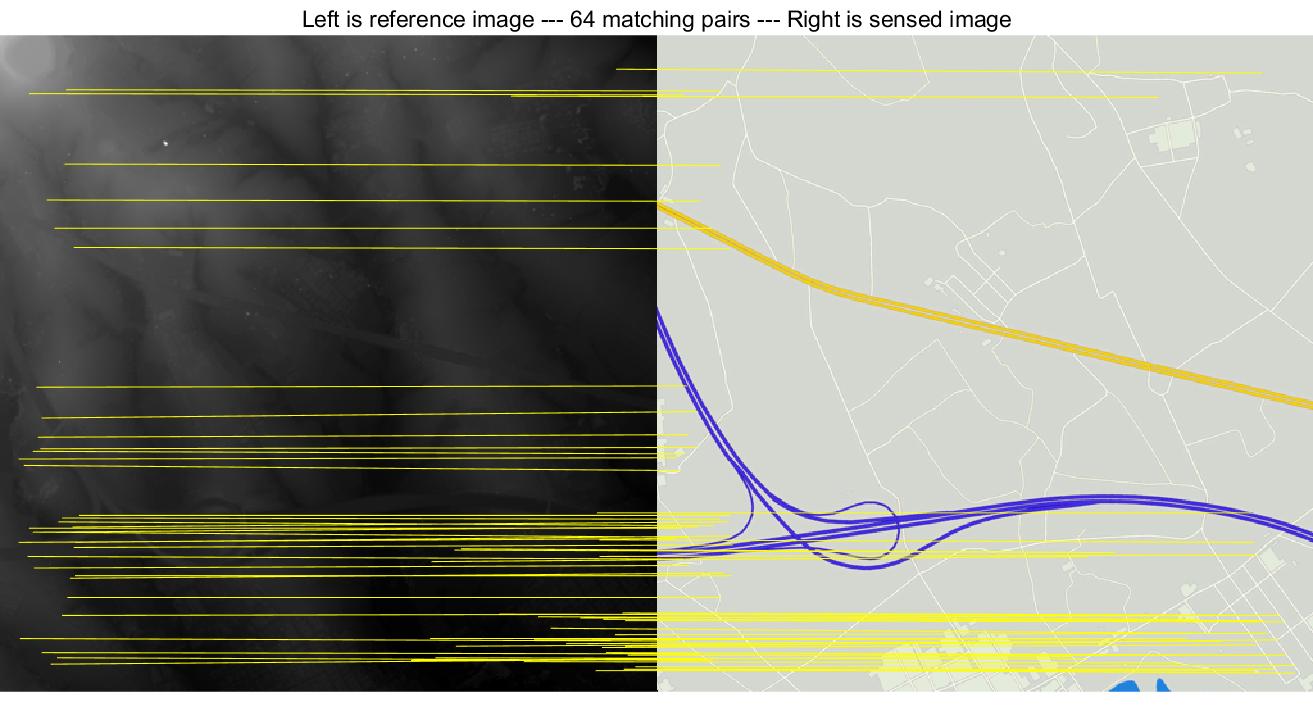 Left is reference image --- 64 matching pairs --- Right is sensed image